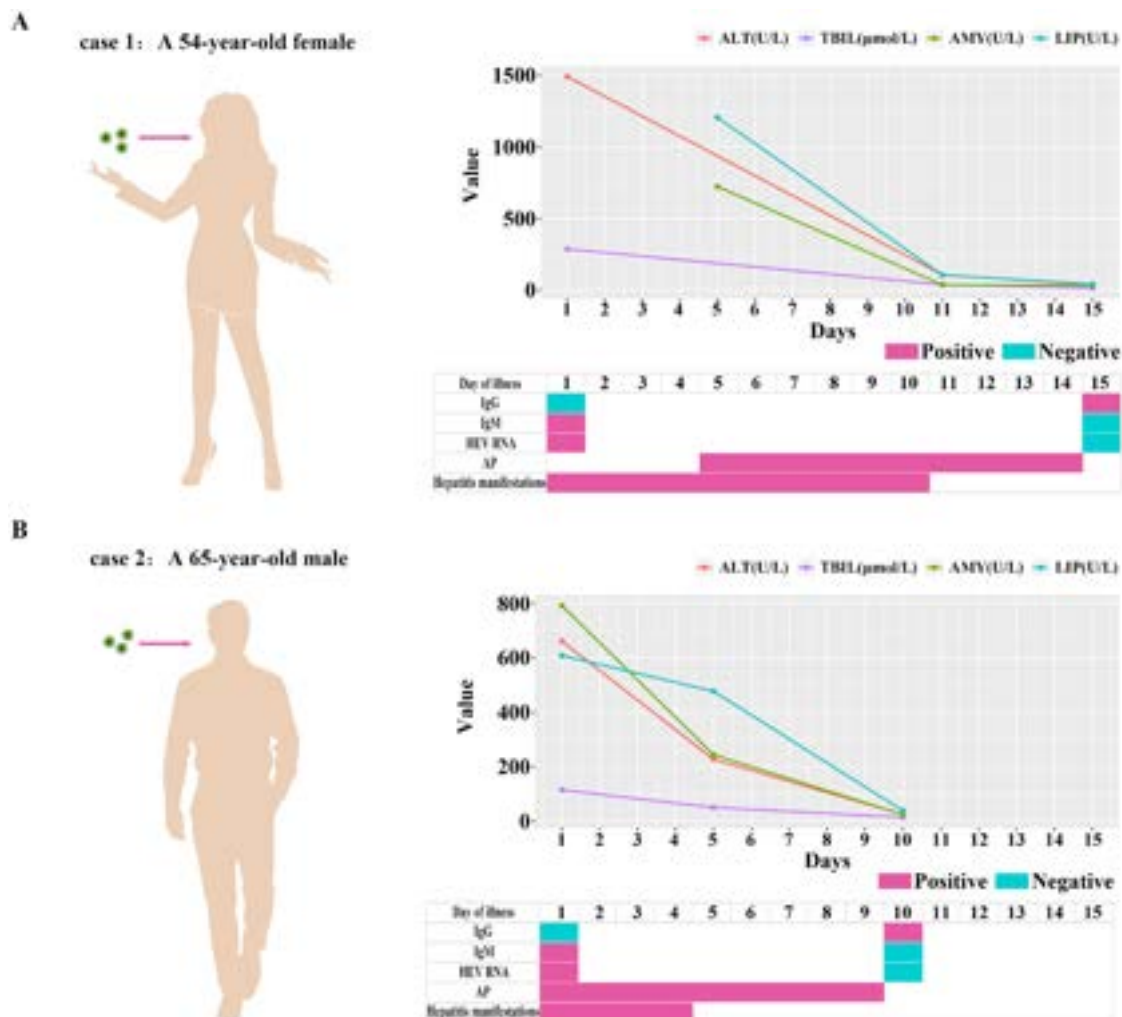 A
case 1: A 54-year-old female
ALT(U/L) TBIL(μmol/L) AMY(U/L) LIP(U/L)
1500
1000
500
0
Value
1 2 3 4 5 6 7 8 9 10 11 12 13 14 15
Days
Positive Negative
Day of illness 1 2 3 4 5 6 7 8 9 10 11 12 13 14 15
IgG
IgM
HEV RNA
AP
Hepatitis manifestations
B
case 2: A 65-year-old male
ALT(U/L) TBIL(μmol/L) AMY(U/L) LIP(U/L)
800
600
400
200
0
Value
1 2 3 4 5 6 7 8 9 10 11 12 13 14 15
Days
Positive Negative
Day of illness 1 2 3 4 5 6 7 8 9 10 11 12 13 14 15
IgG
IgM
HEV RNA
AP
Hepatitis manifestations